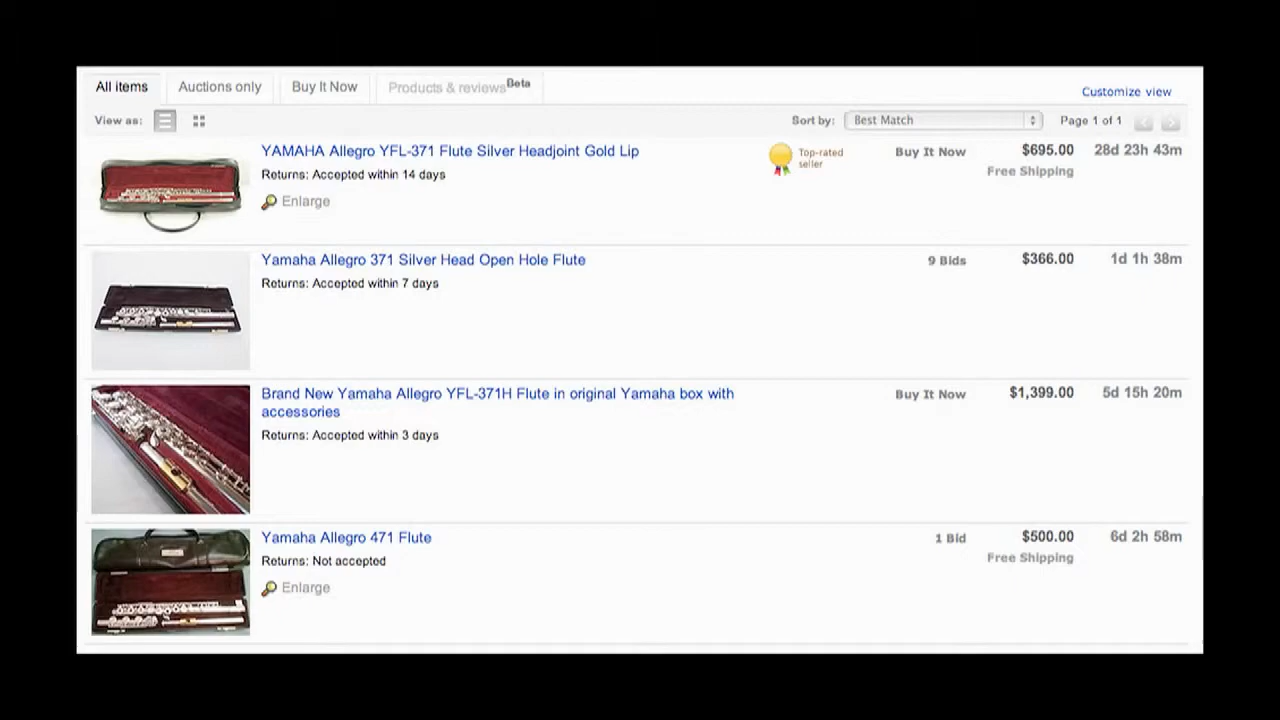 All items
Auctions only
Buy It Now
Products & reviews Beta
Customize view
View as:
Sort by: Best Match
Page 1 of 1
YAMAHA Allegro YFL-371 Flute Silver Headjoint Gold Lip
Top-rated
seller
Buy It Now
$695.00
28d 23h 43m
Returns: Accepted within 14 days
Free Shipping
Enlarge
Yamaha Allegro 371 Silver Head Open Hole Flute
9 Bids
$366.00
1d 1h 38m
Returns: Accepted within 7 days
Brand New Yamaha Allegro YFL-371H Flute in original Yamaha box with
accessories
Buy It Now
$1,399.00
5d 15h 20m
Returns: Accepted within 3 days
Yamaha Allegro 471 Flute
1 Bid
$500.00
6d 2h 58m
Returns: Not accepted
Free Shipping
Enlarge